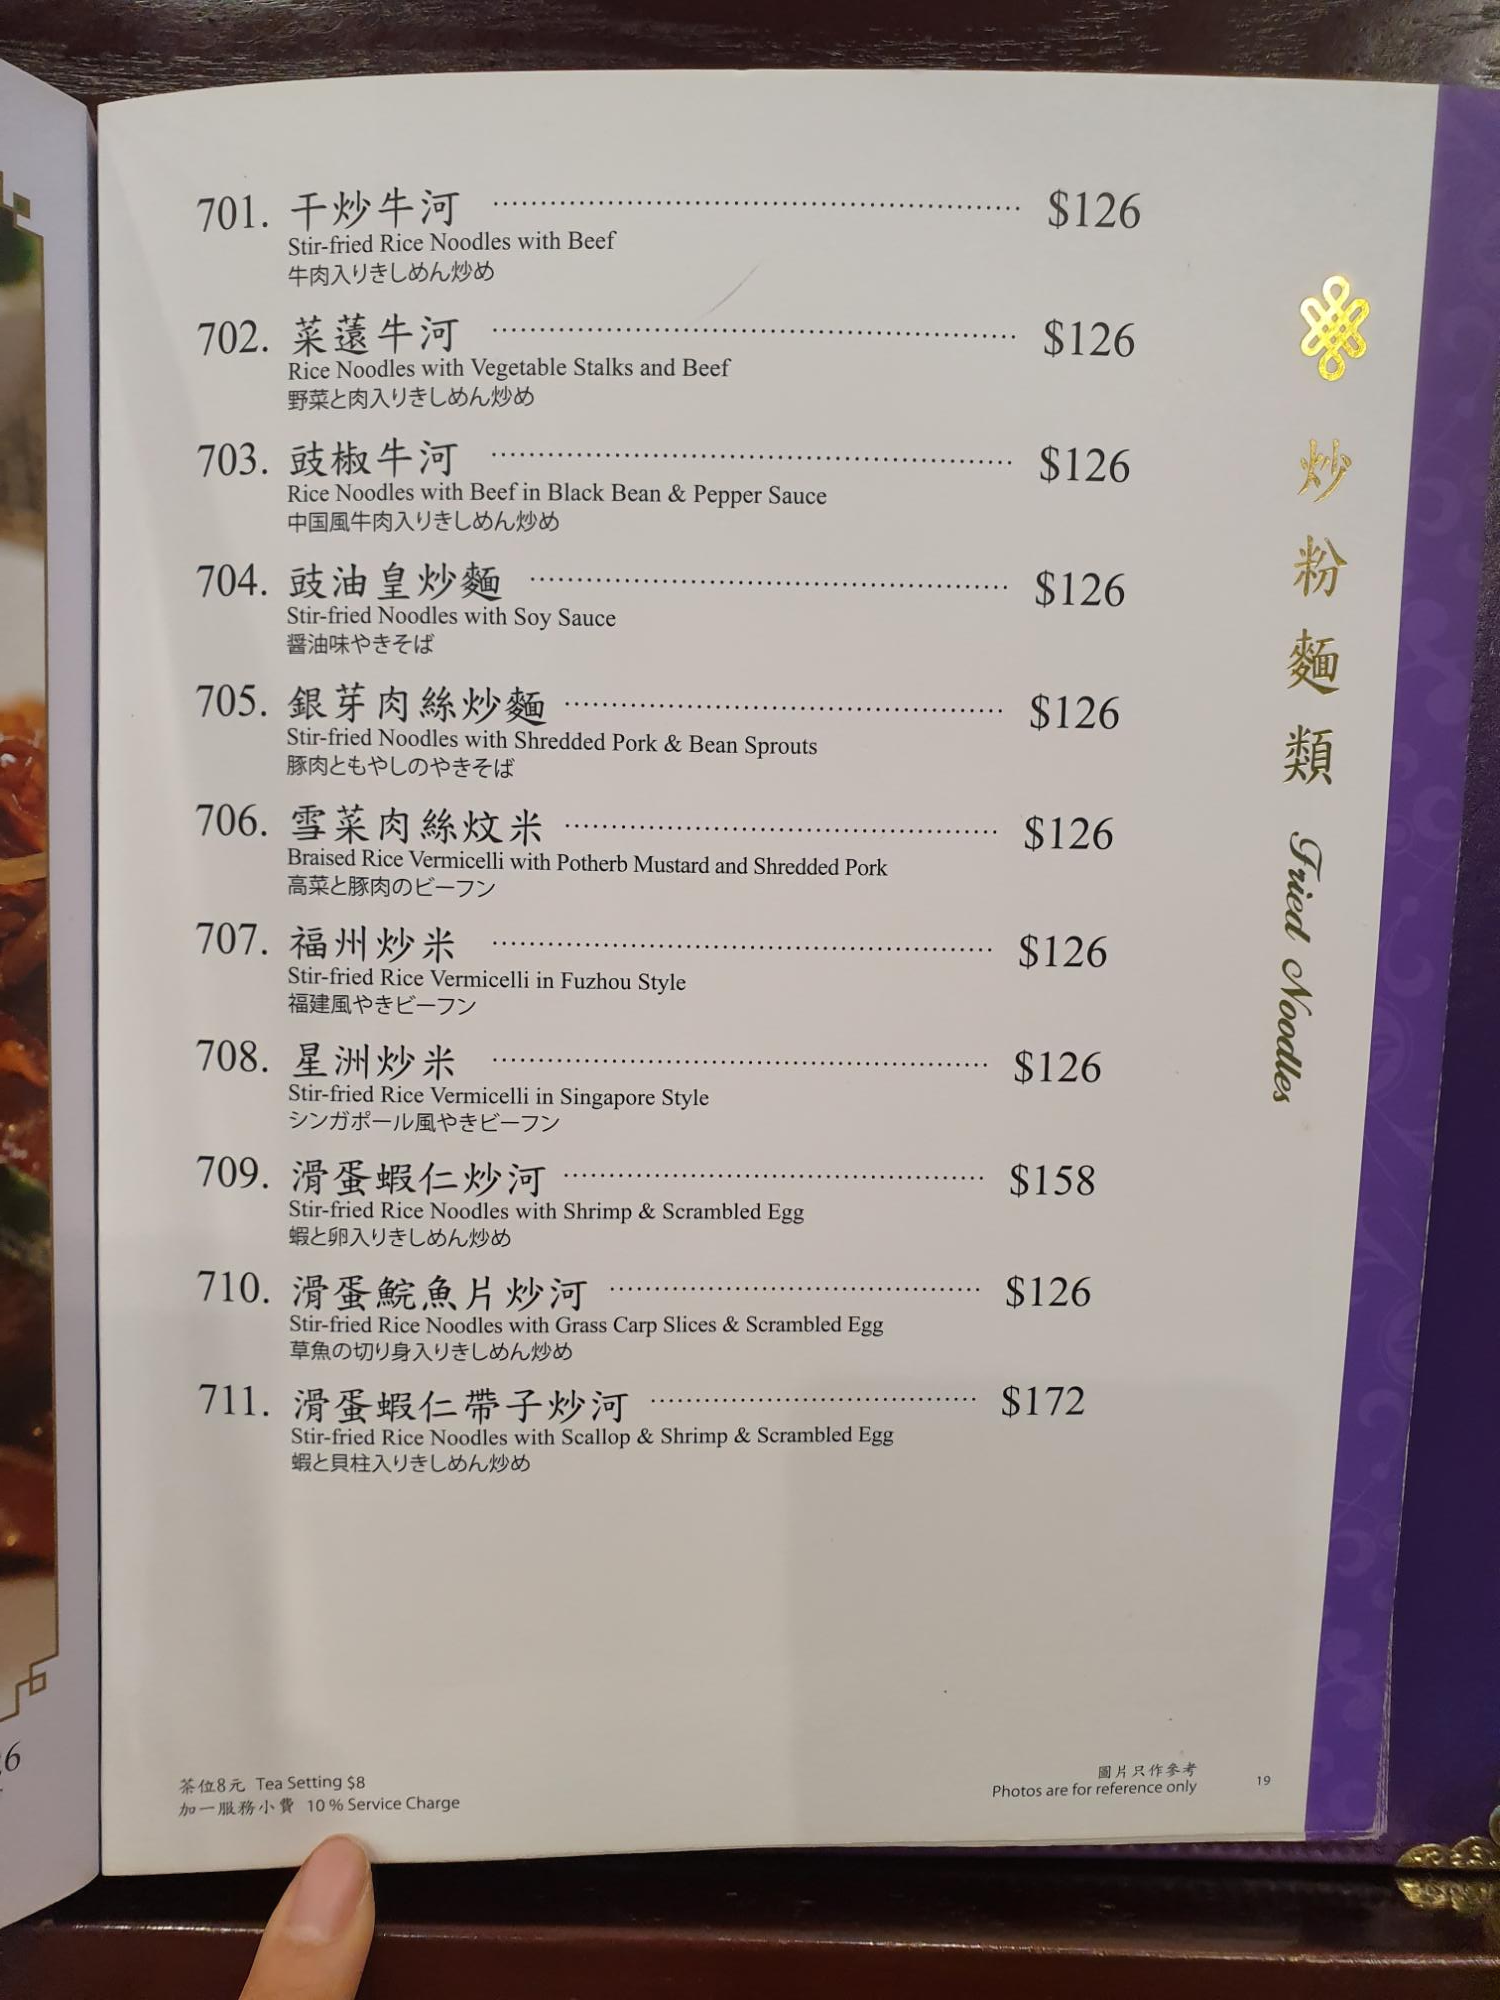 701. 干炒牛河 $126
Stir-fried Rice Noodles with Beef
牛肉入りきしめん炒め
702. 菜薳牛河 $126
Rice Noodles with Vegetable Stalks and Beef
野菜と肉入りきしめん炒め
703. 豉椒牛河 $126
Rice Noodles with Beef in Black Bean & Pepper Sauce
中国風牛肉入りきしめん炒め
704. 豉油皇炒麵 $126
Stir-fried Noodles with Soy Sauce
醤油味やきそば
705. 銀芽肉絲炒麵 $126
Stir-fried Noodles with Shredded Pork & Bean Sprouts
豚肉ともやしのやきそば
706. 雪菜肉絲炆米 $126
Braised Rice Vermicelli with Potherb Mustard and Shredded Pork
高菜と豚肉のビーフン
707. 福州炒米 $126
Stir-fried Rice Vermicelli in Fuzhou Style
福建風やきビーフン
708. 星洲炒米 $126
Stir-fried Rice Vermicelli in Singapore Style
シンガポール風やきビーフン
709. 滑蛋蝦仁炒河 $158
Stir-fried Rice Noodles with Shrimp & Scrambled Egg
蝦と卵入りきしめん炒め
710. 滑蛋鯇魚片炒河 $126
Stir-fried Rice Noodles with Grass Carp Slices & Scrambled Egg
草魚の切り身入りきしめん炒め
711. 滑蛋蝦仁帶子炒河 $172
Stir-fried Rice Noodles with Scallop & Shrimp & Scrambled Egg
蝦と貝柱入りきしめん炒め
炒粉麵類 Fried Noodles
茶位8元 Tea Setting $8
加一服務小費 10 % Service Charge
圖片只作參考
Photos are for reference only
19